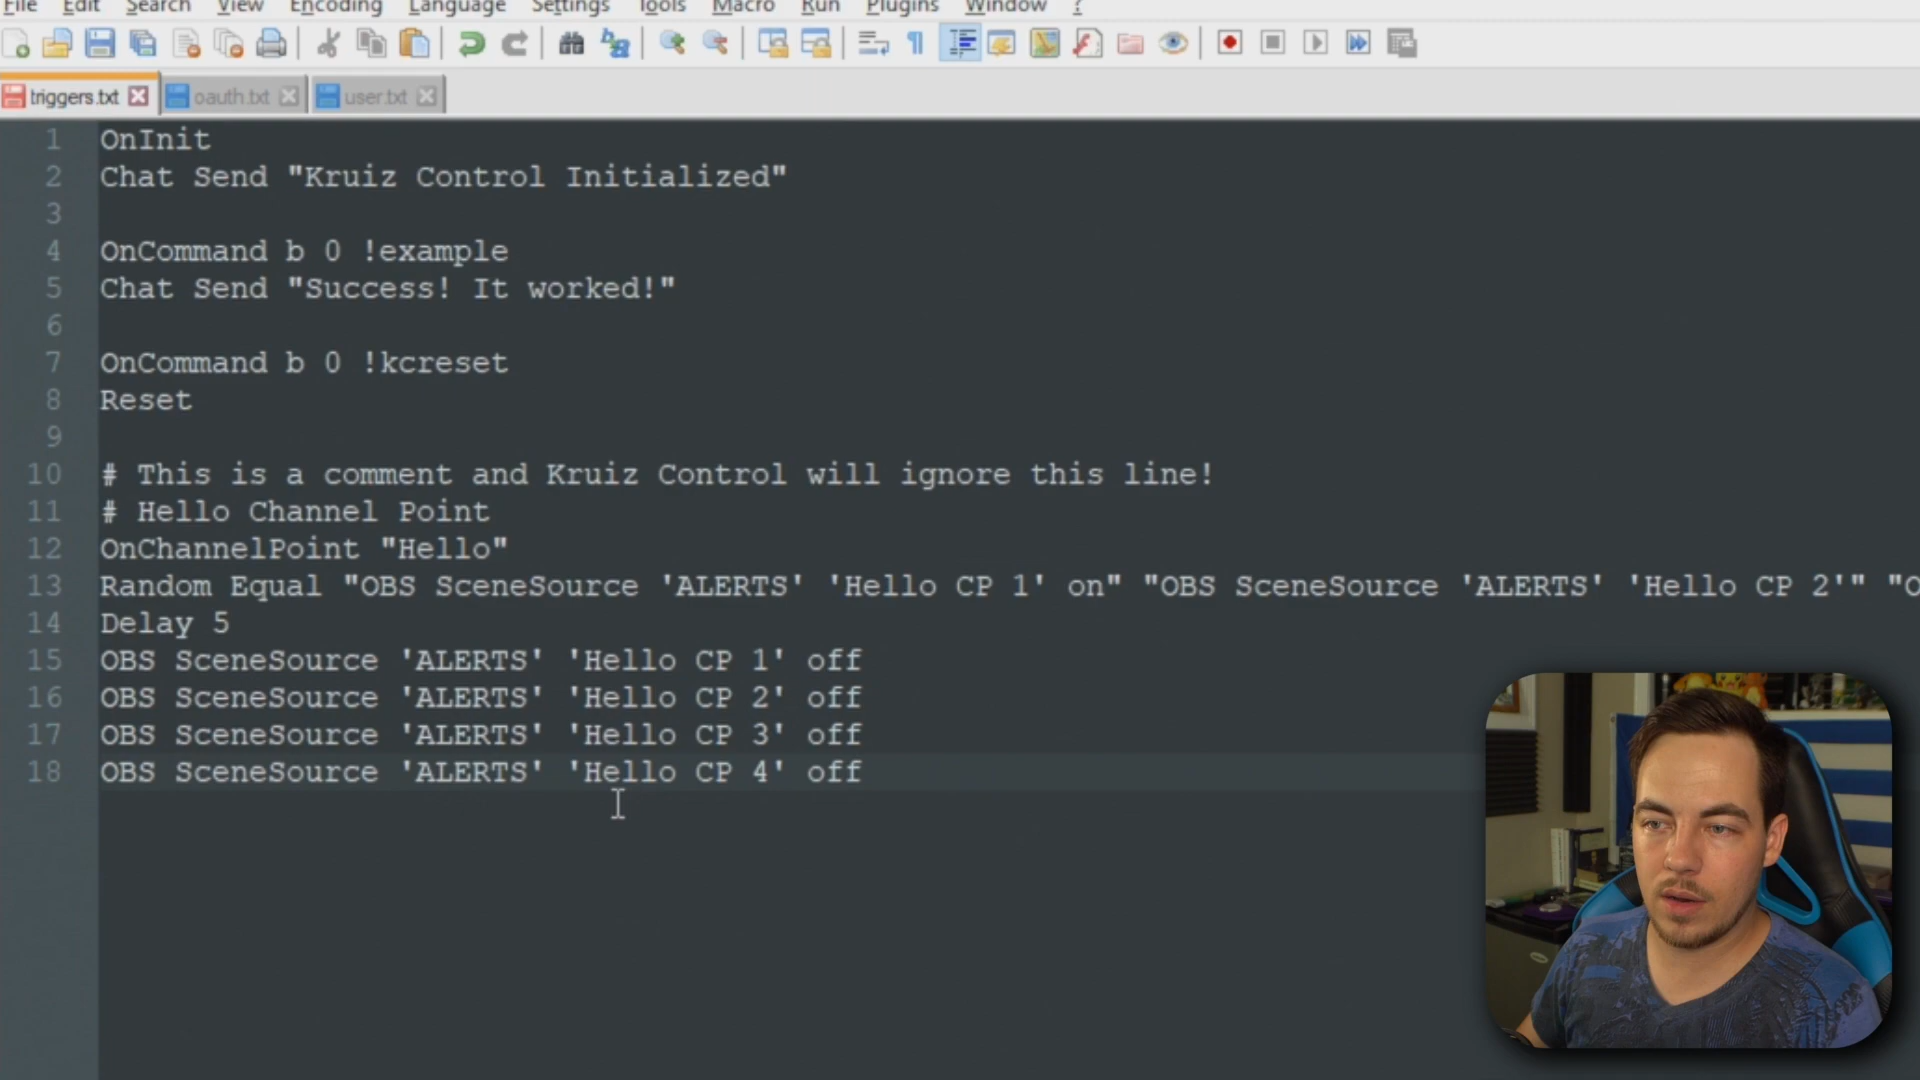 File Edit Search View Encoding Language Settings Tools Macro Run Plugins Window ?
triggers.txt oauth.txt user.txt
1 OnInit
2 Chat Send "Kruiz Control Initialized"
3
4 OnCommand b 0 !example
5 Chat Send "Success! It worked!"
6
7 OnCommand b 0 !kcreset
8 Reset
9
10 # This is a comment and Kruiz Control will ignore this line!
11 # Hello Channel Point
12 OnChannelPoint "Hello"
13 Random Equal "OBS SceneSource 'ALERTS' 'Hello CP 1' on" "OBS SceneSource 'ALERTS' 'Hello CP 2'" "O
14 Delay 5
15 OBS SceneSource 'ALERTS' 'Hello CP 1' off
16 OBS SceneSource 'ALERTS' 'Hello CP 2' off
17 OBS SceneSource 'ALERTS' 'Hello CP 3' off
18 OBS SceneSource 'ALERTS' 'Hello CP 4' off